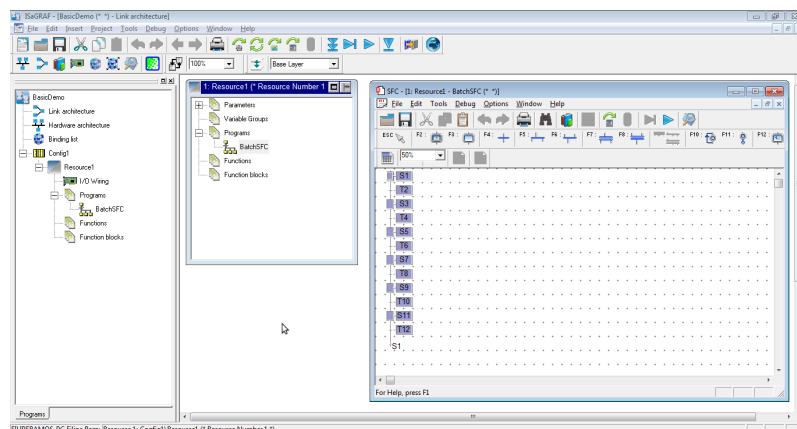 ISaGRAF - [BasicDemo (* *) - Link architecture]
File Edit Insert Project Tools Debug Options Windows Help
100%
Base Layer
BasicDemo
Link architecture
Hardware architecture
Binding list
Config1
Resource1
I/O Wiring
Programs
BatchSFC
Functions
Function blocks
Programs
1: Resource1 (* Resource Number 1
Parameters
Variable Groups
Programs
BatchSFC
Functions
Function blocks
SFC - [1: Resource1 - BatchSFC (* *)]
File Edit Tools Debug Options Window Help
ESC F2: F3: F4: F5: F6: F7: F8: F10: F11: F12:
50%
S1
T2
S3
T4
S5
T6
S7
T8
S9
T10
S11
T12
S1
For Help, press F1